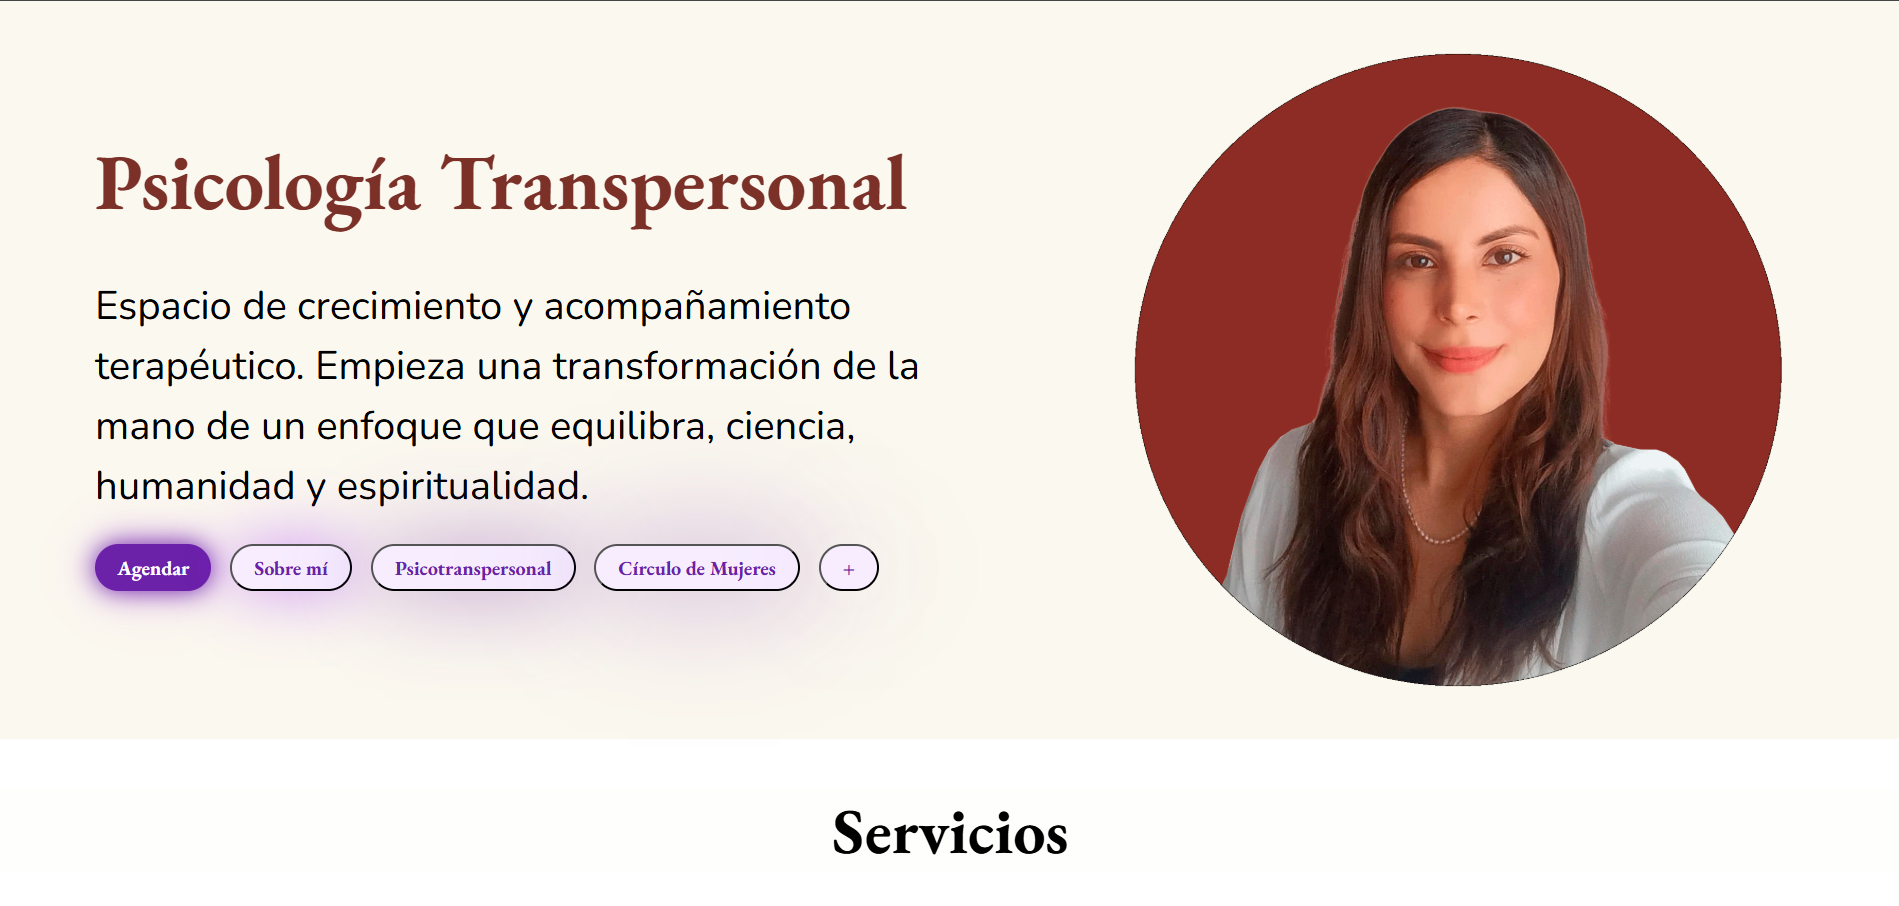 Psicología Transpersonal
Espacio de crecimiento y acompañamiento
terapéutico. Empieza una transformación de la
mano de un enfoque que equilibra, ciencia,
humanidad y espiritualidad.
Agendar Sobre mí Psicotranspersonal Círculo de Mujeres +
Servicios